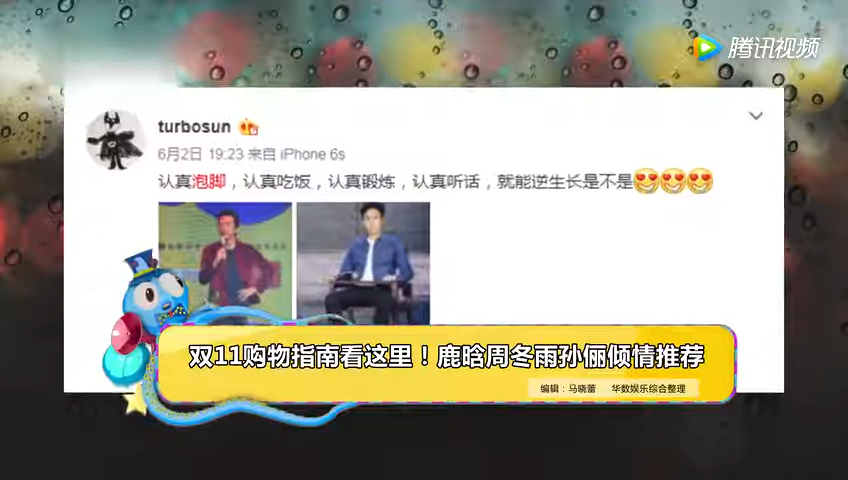 腾讯视频
turbosun
6月2日 19:23 来自 iPhone 6s
认真泡脚，认真吃饭，认真锻炼，认真听话，就能逆生长是不是
双11购物指南看这里！鹿晗周冬雨孙俪倾情推荐
编辑：马晓蕾 华数娱乐综合整理